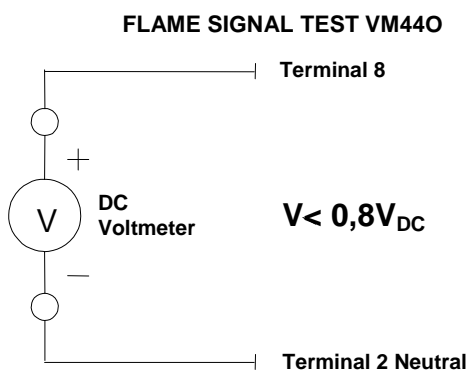 FLAME SIGNAL TEST VM44O
Terminal 8
+
DC
Voltmeter
V
V< 0,8VDC
–
Terminal 2 Neutral